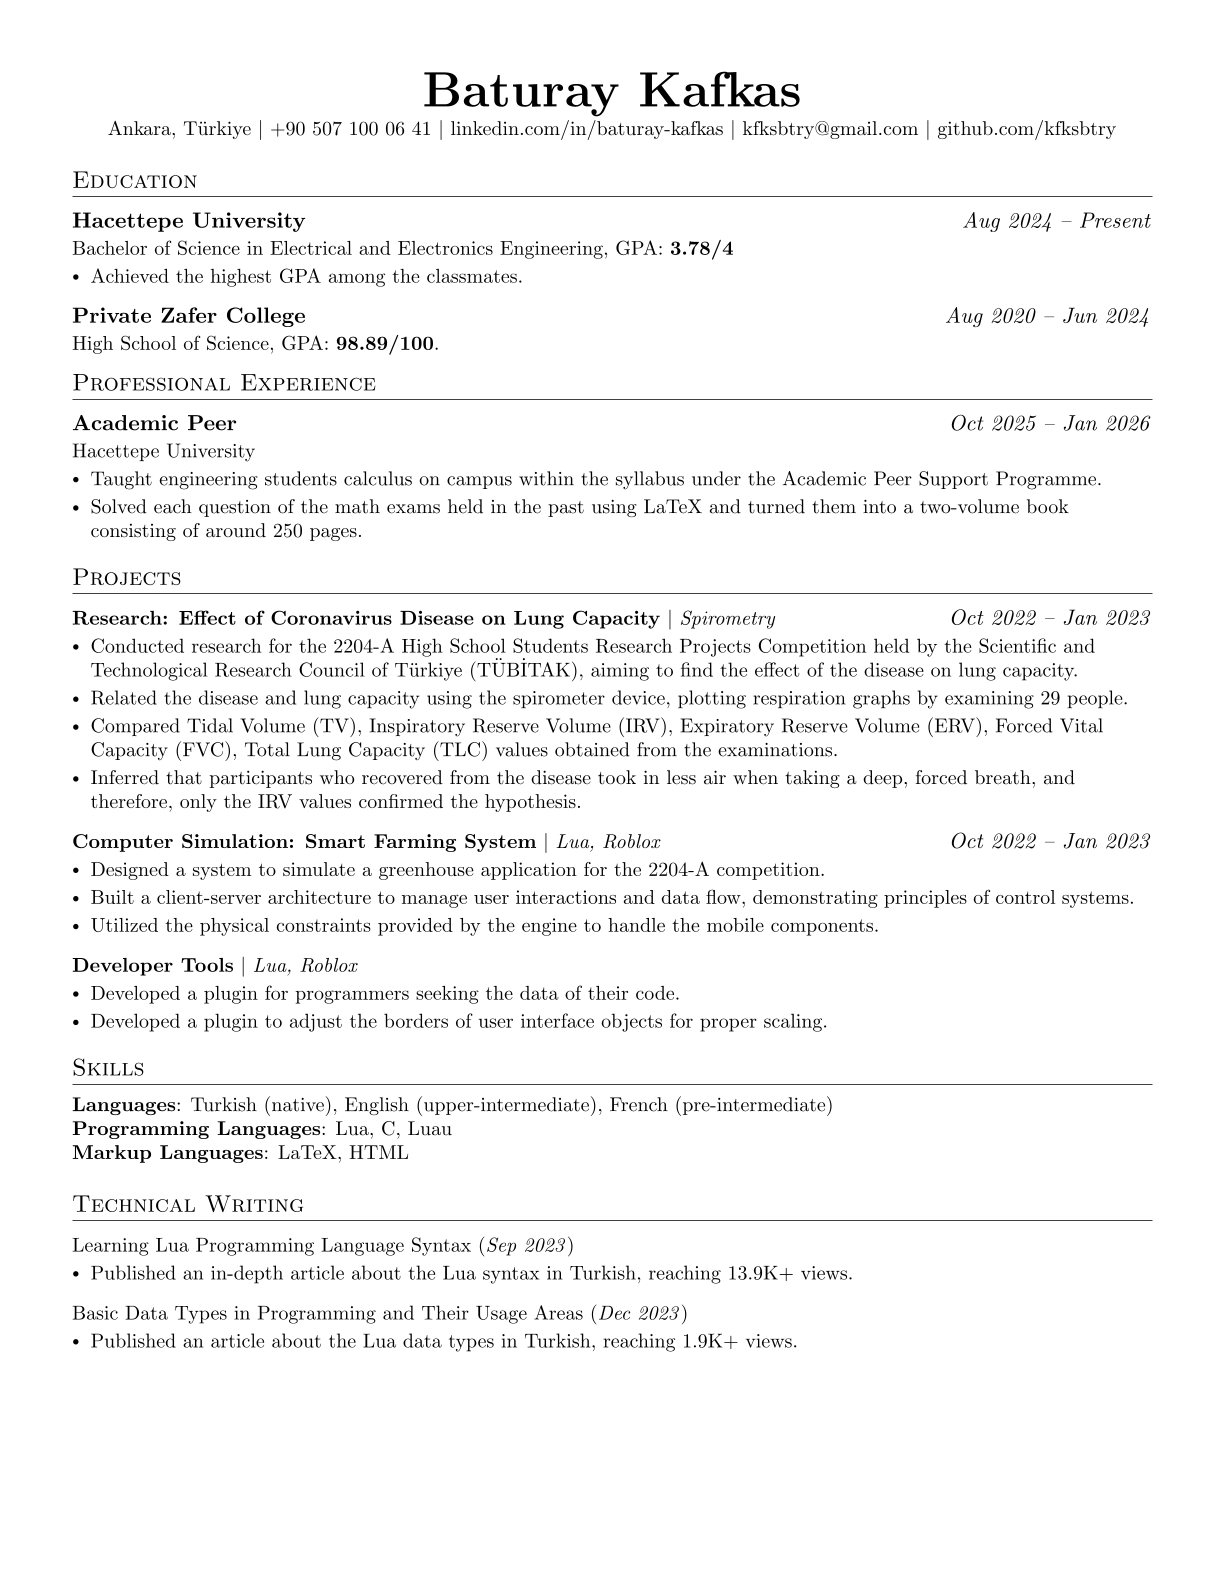 Baturay Kafkas
Ankara, Türkiye | +90 507 100 06 41 | linkedin.com/in/baturay-kafkas | kfksbtry@gmail.com | github.com/kfksbtry
Education
Hacettepe University Aug 2024 – Present
Bachelor of Science in Electrical and Electronics Engineering, GPA: 3.78/4
• Achieved the highest GPA among the classmates.
Private Zafer College Aug 2020 – Jun 2024
High School of Science, GPA: 98.89/100.
Professional Experience
Academic Peer Oct 2025 – Jan 2026
Hacettepe University
• Taught engineering students calculus on campus within the syllabus under the Academic Peer Support Programme.
• Solved each question of the math exams held in the past using LaTeX and turned them into a two-volume book
consisting of around 250 pages.
Projects
Research: Effect of Coronavirus Disease on Lung Capacity | Spirometry Oct 2022 – Jan 2023
• Conducted research for the 2204-A High School Students Research Projects Competition held by the Scientific and
Technological Research Council of Türkiye (TÜBİTAK), aiming to find the effect of the disease on lung capacity.
• Related the disease and lung capacity using the spirometer device, plotting respiration graphs by examining 29 people.
• Compared Tidal Volume (TV), Inspiratory Reserve Volume (IRV), Expiratory Reserve Volume (ERV), Forced Vital
Capacity (FVC), Total Lung Capacity (TLC) values obtained from the examinations.
• Inferred that participants who recovered from the disease took in less air when taking a deep, forced breath, and
therefore, only the IRV values confirmed the hypothesis.
Computer Simulation: Smart Farming System | Lua, Roblox Oct 2022 – Jan 2023
• Designed a system to simulate a greenhouse application for the 2204-A competition.
• Built a client-server architecture to manage user interactions and data flow, demonstrating principles of control systems.
• Utilized the physical constraints provided by the engine to handle the mobile components.
Developer Tools | Lua, Roblox
• Developed a plugin for programmers seeking the data of their code.
• Developed a plugin to adjust the borders of user interface objects for proper scaling.
Skills
Languages: Turkish (native), English (upper-intermediate), French (pre-intermediate)
Programming Languages: Lua, C, Luau
Markup Languages: LaTeX, HTML
Technical Writing
Learning Lua Programming Language Syntax (Sep 2023)
• Published an in-depth article about the Lua syntax in Turkish, reaching 13.9K+ views.
Basic Data Types in Programming and Their Usage Areas (Dec 2023)
• Published an article about the Lua data types in Turkish, reaching 1.9K+ views.